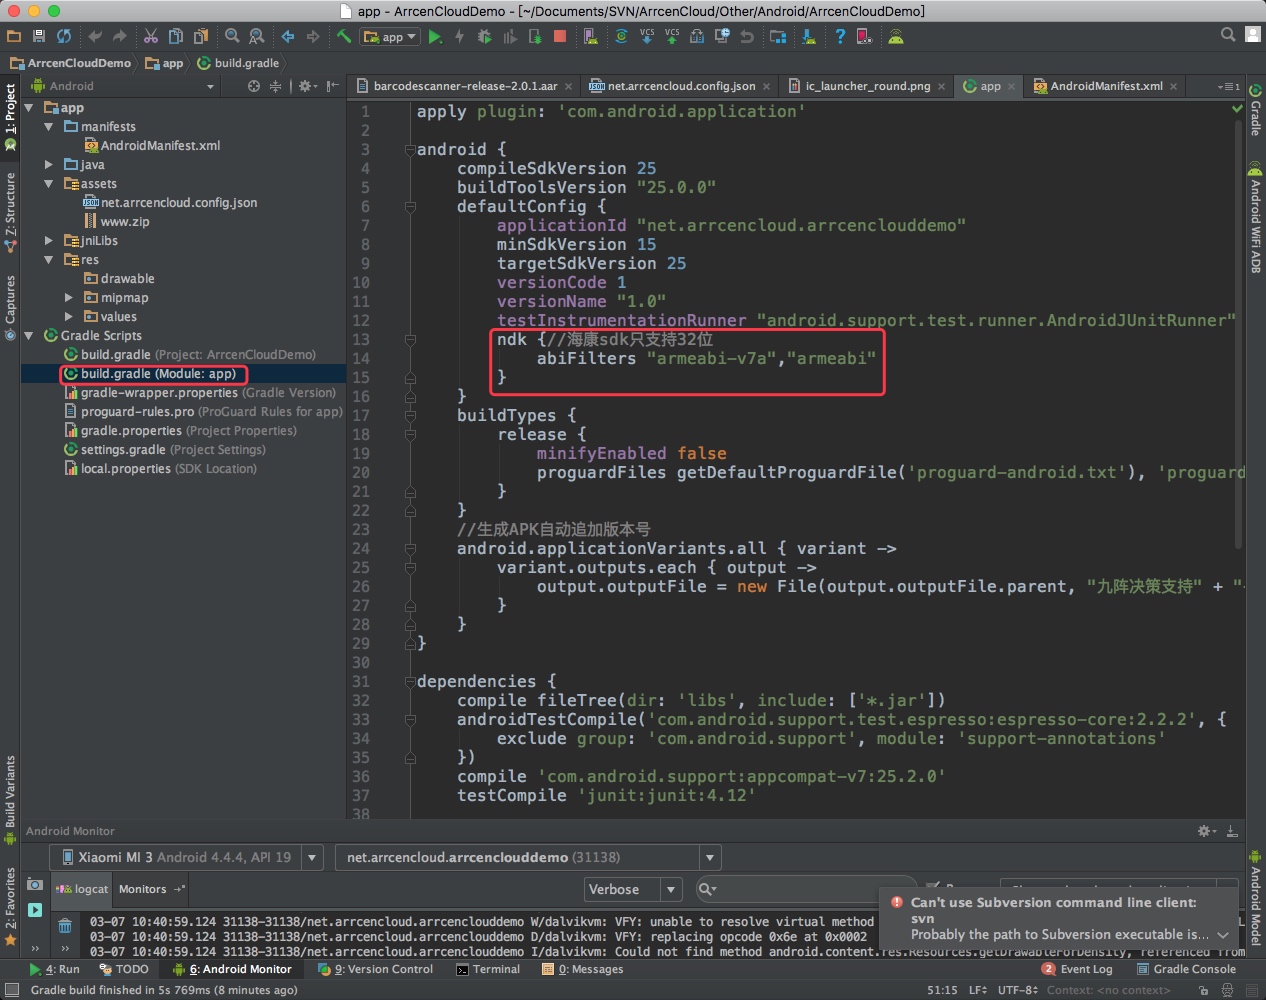 app - ArrcenCloudDemo - [~/Documents/SVN/ArrcenCloud/Other/Android/ArrcenCloudDemo]
app
VCS
VCS
ArrcenCloudDemo
app
build.gradle
Android
barcodescanner-release-2.0.1.aar
net.arrcencloud.config.json
ic_launcher_round.png
app
AndroidManifest.xml
1: Project
Z: Structure
Captures
Build Variants
2: Favorites
app
manifests
AndroidManifest.xml
java
assets
net.arrcencloud.config.json
www.zip
jniLibs
res
drawable
mipmap
values
Gradle Scripts
build.gradle (Project: ArrcenCloudDemo)
build.gradle (Module: app)
gradle-wrapper.properties (Gradle Version)
proguard-rules.pro (ProGuard Rules for app)
gradle.properties (Project Properties)
settings.gradle (Project Settings)
local.properties (SDK Location)
1 apply plugin: 'com.android.application'
2
3 android {
4 compileSdkVersion 25
5 buildToolsVersion "25.0.0"
6 defaultConfig {
7 applicationId "net.arrcencloud.arrcenclouddemo"
8 minSdkVersion 15
9 targetSdkVersion 25
10 versionCode 1
11 versionName "1.0"
12 testInstrumentationRunner "android.support.test.runner.AndroidJUnitRunner"
13 ndk {//海康sdk只支持32位
14 abiFilters "armeabi-v7a","armeabi"
15 }
16 }
17 buildTypes {
18 release {
19 minifyEnabled false
20 proguardFiles getDefaultProguardFile('proguard-android.txt'), 'proguard
21 }
22 }
23 //生成APK自动追加版本号
24 android.applicationVariants.all { variant ->
25 variant.outputs.each { output ->
26 output.outputFile = new File(output.outputFile.parent, "九阵决策支持" + "-
27 }
28 }
29 }
30
31 dependencies {
32 compile fileTree(dir: 'libs', include: ['*.jar'])
33 androidTestCompile('com.android.support.test.espresso:espresso-core:2.2.2', {
34 exclude group: 'com.android.support', module: 'support-annotations'
35 })
36 compile 'com.android.support:appcompat-v7:25.2.0'
37 testCompile 'junit:junit:4.12'
38
Gradle
Android WiFi ADB
Android Model
Android Monitor
Xiaomi MI 3 Android 4.4.4, API 19
net.arrcencloud.arrcenclouddemo (31138)
logcat
Monitors
Verbose
03-07 10:40:59.124 31138-31138/net.arrcencloud.arrcenclouddemo W/dalvikvm: VFY: unable to resolve virtual method
03-07 10:40:59.124 31138-31138/net.arrcencloud.arrcenclouddemo D/dalvikvm: VFY: replacing opcode 0x6e at 0x0002
03-07 10:40:59.124 31138-31138/net.arrcencloud.arrcenclouddemo I/dalvikvm: Could not find method android.content.res.Resources.getDrawableForDensity, referenced from
Can't use Subversion command line client:
svn
Probably the path to Subversion executable is...
4: Run
TODO
6: Android Monitor
9: Version Control
Terminal
0: Messages
2 Event Log
Gradle Console
Gradle build finished in 5s 769ms (8 minutes ago)
51:15
LF
UTF-8
Context: <no context>